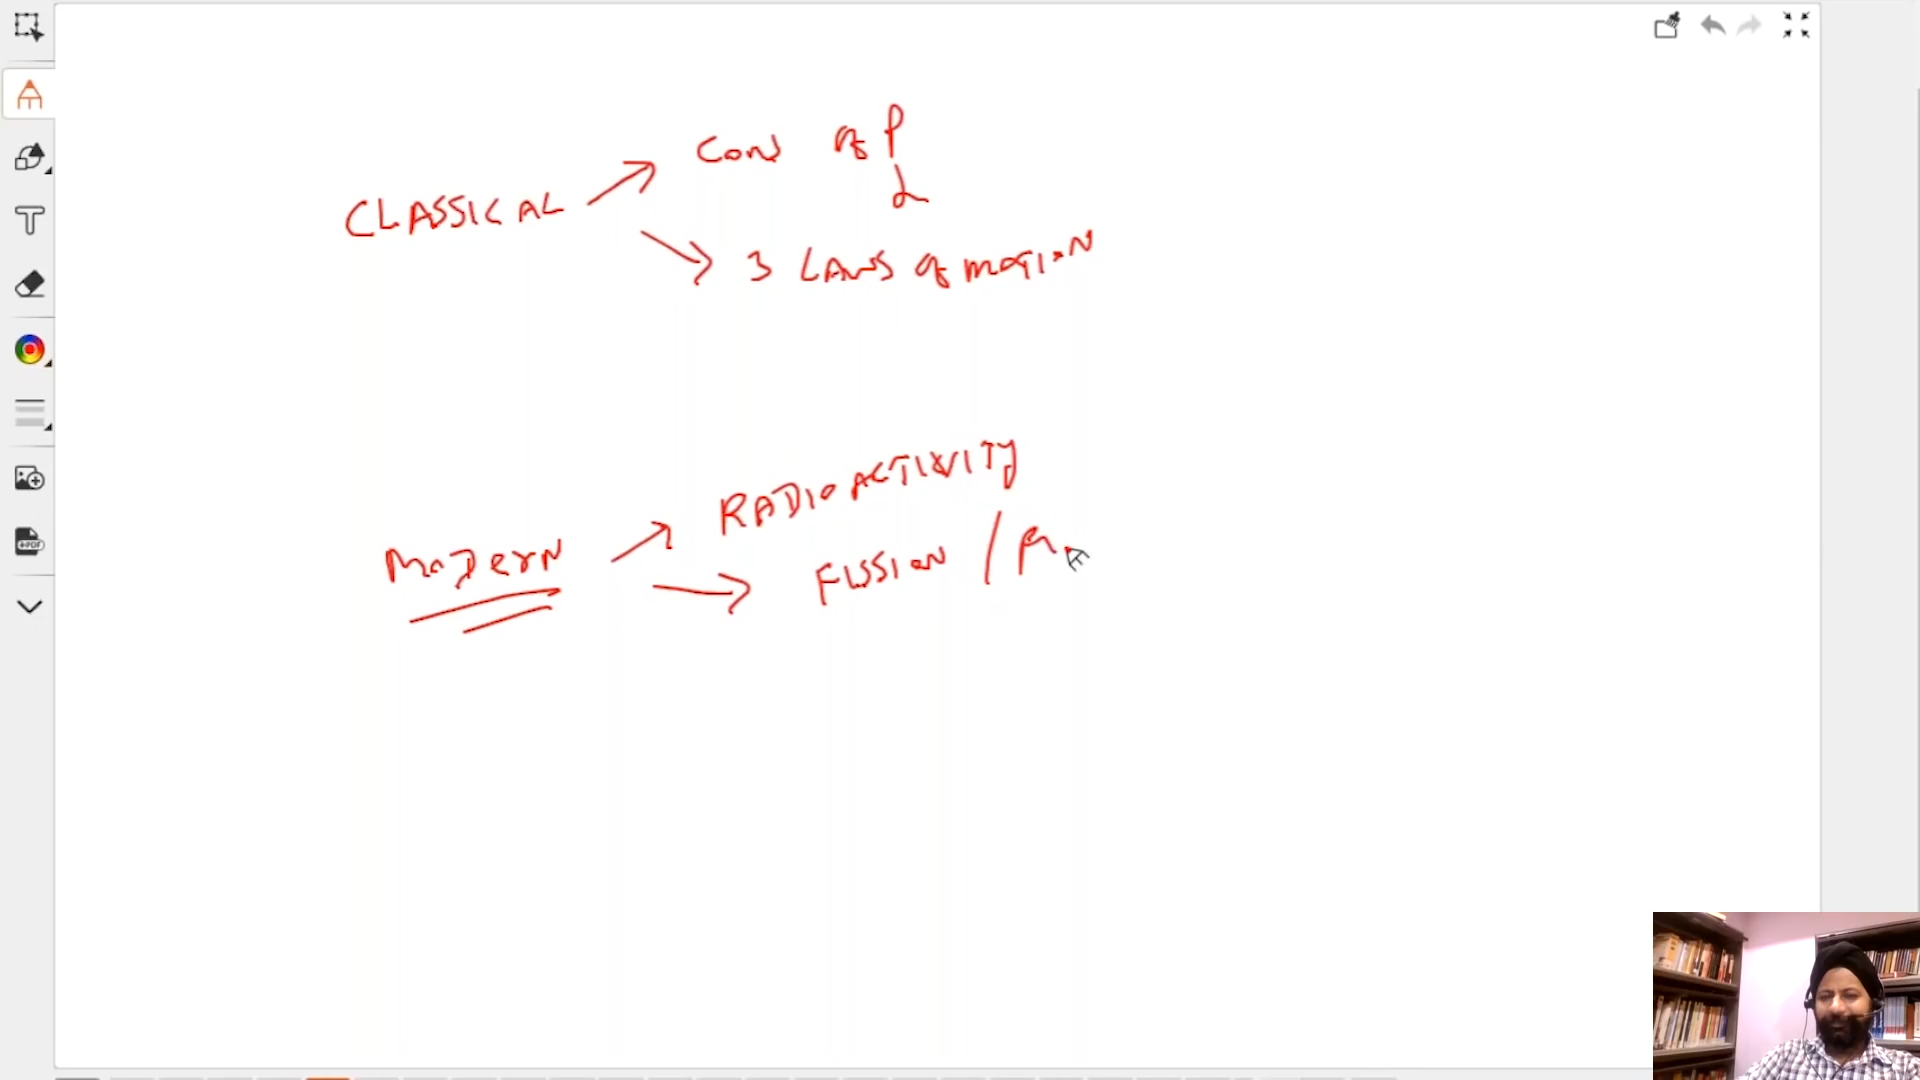 CLASSICAL
Cons of P
L
3 LAWS of MOTION
MODERN
RADIOACTIVITY
FISSION /